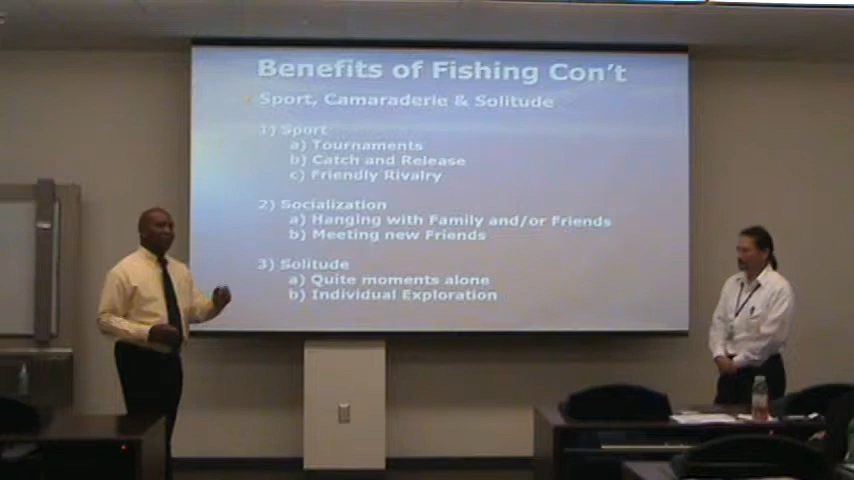 Benefits of Fishing Con't
Sport, Camaraderie & Solitude
1) Sport
a) Tournaments
b) Catch and Release
c) Friendly Rivalry
2) Socialization
a) Hanging with Family and/or Friends
b) Meeting new Friends
3) Solitude
a) Quite moments alone
b) Individual Exploration